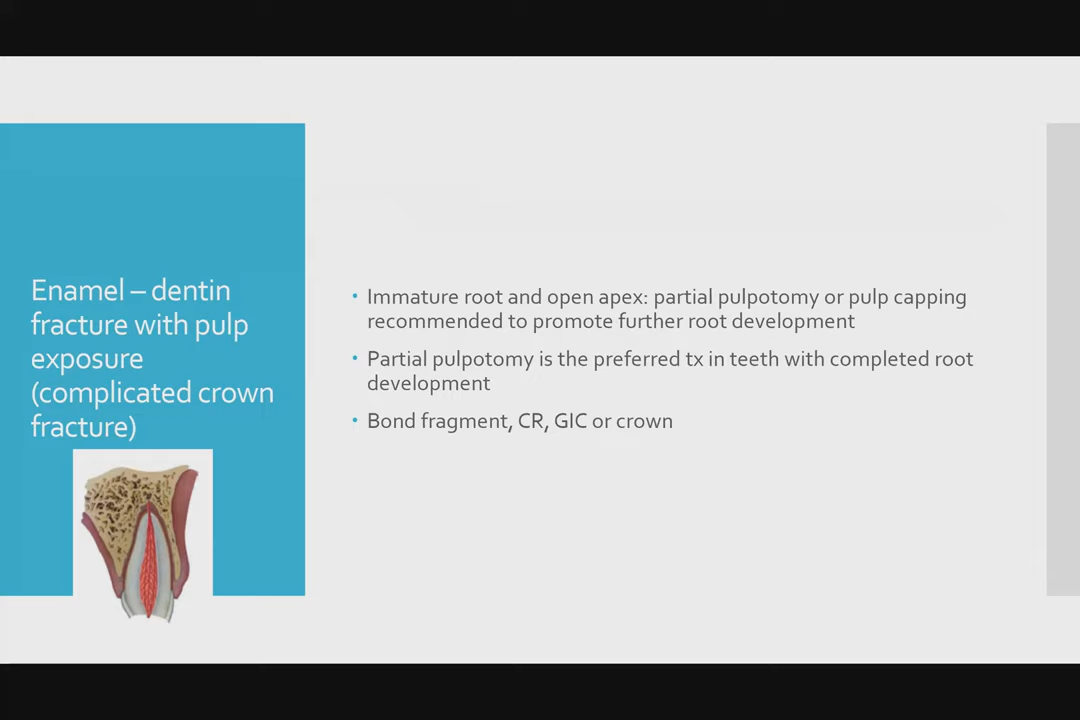 Enamel – dentin
fracture with pulp
exposure
(complicated crown
fracture)
• Immature root and open apex: partial pulpotomy or pulp capping
recommended to promote further root development
• Partial pulpotomy is the preferred tx in teeth with completed root
development
• Bond fragment, CR, GIC or crown